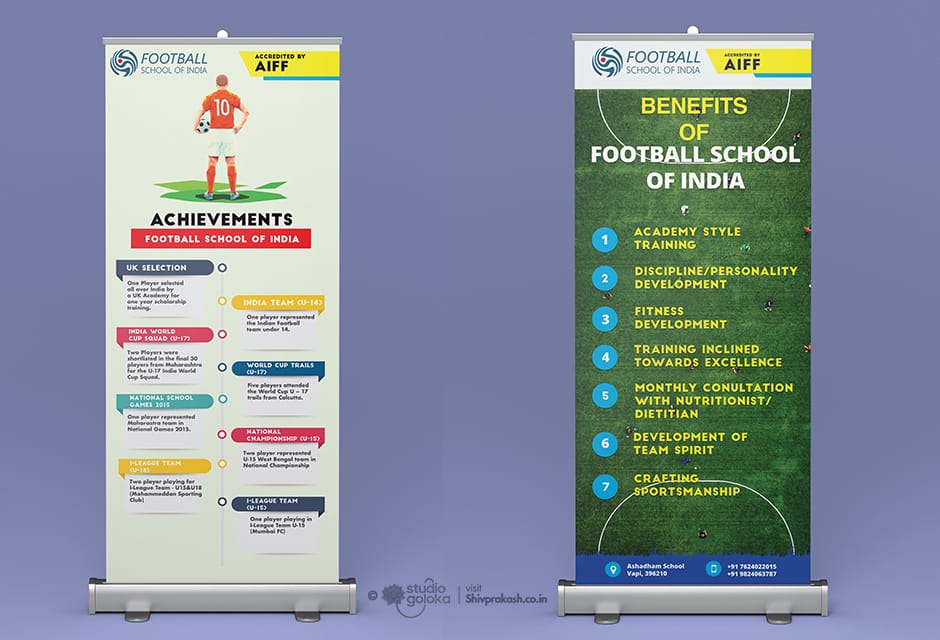 FOOTBALL
SCHOOL OF INDIA
ACCREDITED BY
AIFF
10
ACHIEVEMENTS
FOOTBALL SCHOOL OF INDIA
UK SELECTION
One Player selected
all over India by
a UK Academy for
one year scholarship
training.
INDIA TEAM (U-14)
One player represented
the Indian Football
team under 14.
INDIA WORLD
CUP SQUAD (U-17)
Two Players were
shortlisted in the final 30
players from Maharashtra
for the U-17 India World
Cup Squad.
WORLD CUP TRAILS
(U-17)
Five players attended
the World Cup U - 17
trails from Calcutta.
NATIONAL SCHOOL
GAMES 2015
One player represented
Maharastra team in
National Games 2015.
NATIONAL
CHAMPIONSHIP (U-15)
Two player represented
U-15 West Bengal team in
National Championship
I-LEAGUE TEAM
(U-18)
Two player playing for
I-League Team - U15&U18
(Mohammeddan Sporting
Club)
I-LEAGUE TEAM
(U-15)
One player playing in
I-League Team U-15
(Mumbai FC)
FOOTBALL
SCHOOL OF INDIA
ACCREDITED BY
AIFF
BENEFITS
OF
FOOTBALL SCHOOL
OF INDIA
1 ACADEMY STYLE
TRAINING
2 DISCIPLINE/PERSONALITY
DEVELOPMENT
3 FITNESS
DEVELOPMENT
4 TRAINING INCLINED
TOWARDS EXCELLENCE
5 MONTHLY CONULTATION
WITH NUTRITIONIST/
DIETITIAN
6 DEVELOPMENT OF
TEAM SPIRIT
7 CRAFTING
SPORTSMANSHIP
Ashadham School
Vapi, 396210
+91 7624022015
+91 9824063787
© studio
goloka
visit
Shivprakash.co.in